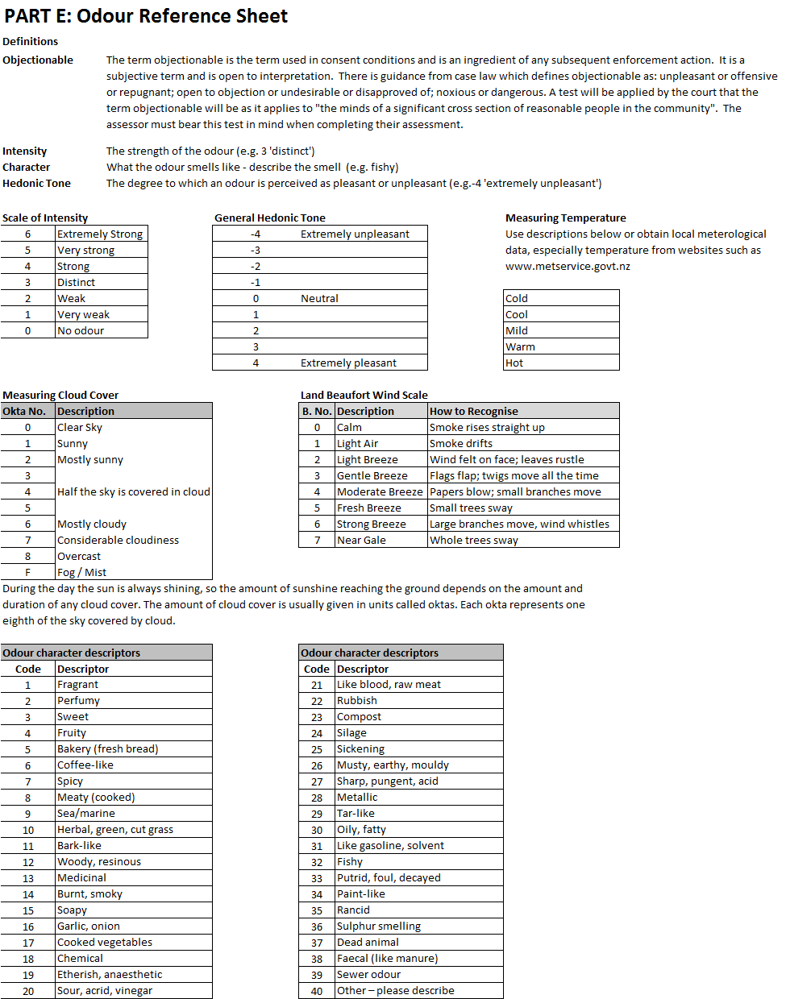 PART E: Odour Reference Sheet
Definitions
Objectionable The term objectionable is the term used in consent conditions and is an ingredient of any subsequent enforcement action. It is a
subjective term and is open to interpretation. There is guidance from case law which defines objectionable as: unpleasant or offensive
or repugnant; open to objection or undesirable or disapproved of; noxious or dangerous. A test will be applied by the court that the
term objectionable will be as it applies to "the minds of a significant cross section of reasonable people in the community". The
assessor must bear this test in mind when completing their assessment.
Intensity The strength of the odour (e.g. 3 'distinct')
Character What the odour smells like - describe the smell (e.g. fishy)
Hedonic Tone The degree to which an odour is perceived as pleasant or unpleasant (e.g.-4 'extremely unpleasant')
Scale of Intensity
6 Extremely Strong
5 Very strong
4 Strong
3 Distinct
2 Weak
1 Very weak
0 No odour
General Hedonic Tone
-4 Extremely unpleasant
-3
-2
-1
0 Neutral
1
2
3
4 Extremely pleasant
Measuring Temperature
Use descriptions below or obtain local meterological
data, especially temperature from websites such as
www.metservice.govt.nz
Cold
Cool
Mild
Warm
Hot
Measuring Cloud Cover
Okta No. Description
0 Clear Sky
1 Sunny
2 Mostly sunny
3
4 Half the sky is covered in cloud
5
6 Mostly cloudy
7 Considerable cloudiness
8 Overcast
F Fog / Mist
Land Beaufort Wind Scale
B. No. Description How to Recognise
0 Calm Smoke rises straight up
1 Light Air Smoke drifts
2 Light Breeze Wind felt on face; leaves rustle
3 Gentle Breeze Flags flap; twigs move all the time
4 Moderate Breeze Papers blow; small branches move
5 Fresh Breeze Small trees sway
6 Strong Breeze Large branches move, wind whistles
7 Near Gale Whole trees sway
During the day the sun is always shining, so the amount of sunshine reaching the ground depends on the amount and
duration of any cloud cover. The amount of cloud cover is usually given in units called oktas. Each okta represents one
eighth of the sky covered by cloud.
Odour character descriptors
Code Descriptor
1 Fragrant
2 Perfumy
3 Sweet
4 Fruity
5 Bakery (fresh bread)
6 Coffee-like
7 Spicy
8 Meaty (cooked)
9 Sea/marine
10 Herbal, green, cut grass
11 Bark-like
12 Woody, resinous
13 Medicinal
14 Burnt, smoky
15 Soapy
16 Garlic, onion
17 Cooked vegetables
18 Chemical
19 Etherish, anaesthetic
20 Sour, acrid, vinegar
Odour character descriptors
Code Descriptor
21 Like blood, raw meat
22 Rubbish
23 Compost
24 Silage
25 Sickening
26 Musty, earthy, mouldy
27 Sharp, pungent, acid
28 Metallic
29 Tar-like
30 Oily, fatty
31 Like gasoline, solvent
32 Fishy
33 Putrid, foul, decayed
34 Paint-like
35 Rancid
36 Sulphur smelling
37 Dead animal
38 Faecal (like manure)
39 Sewer odour
40 Other – please describe